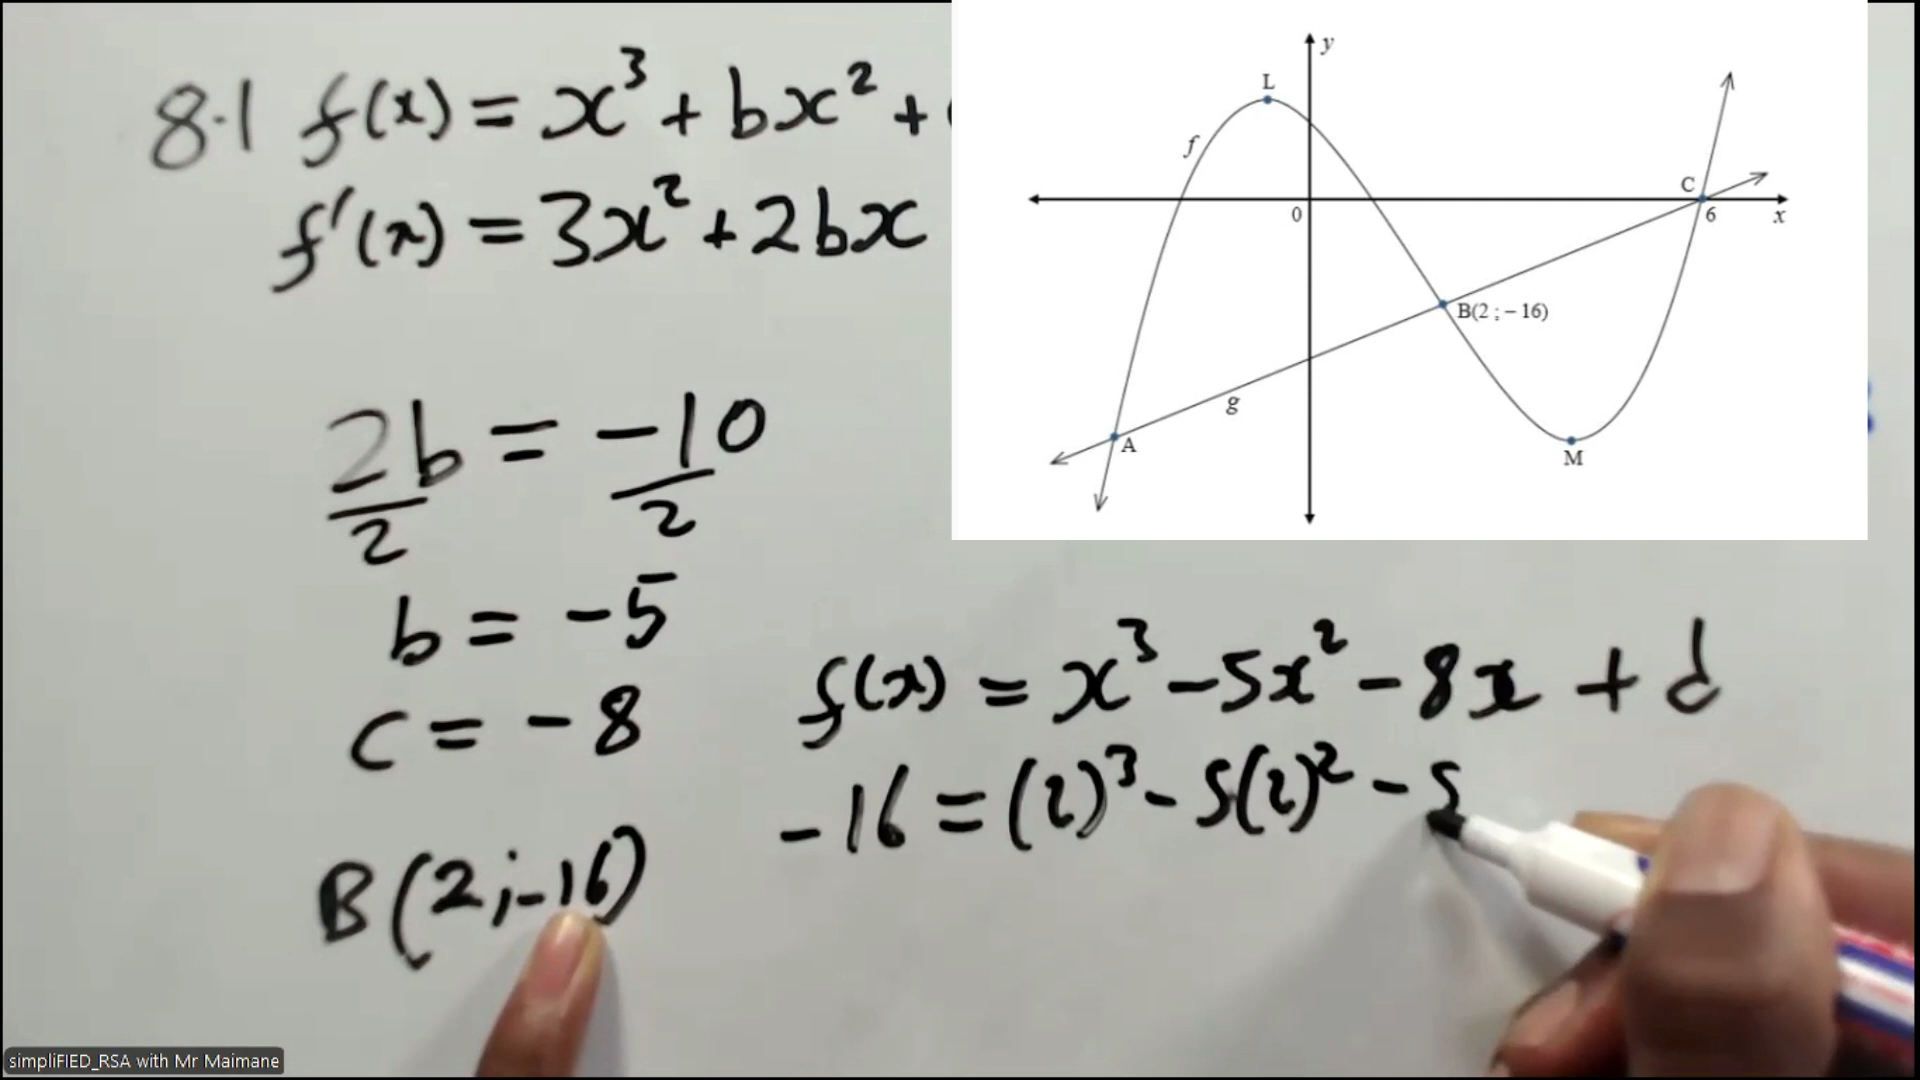 8.1 f(x) = x³ + bx² +
f'(x) = 3x² + 2bx
2b/2 = -10/2
b = -5
c = -8
B(2;-16)
f(x) = x³ - 5x² - 8x + d
-16 = (2)³ - 5(2)² -
y
L
f
C
0
6
x
B(2 ; – 16)
g
A
M
simpliFIED_RSA with Mr Maimane